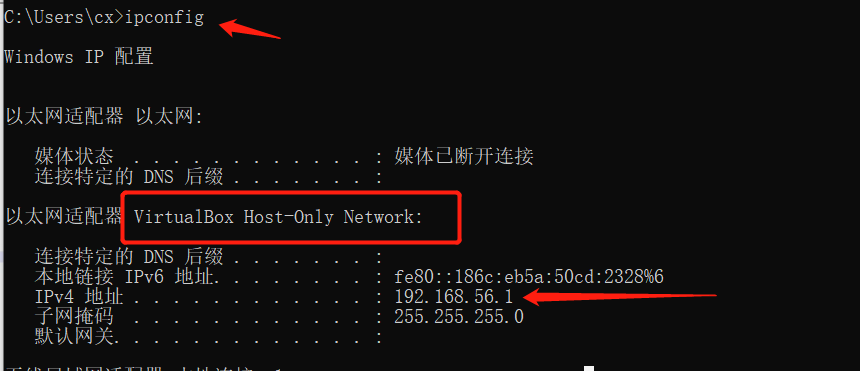 C:\Users\cx>ipconfig
Windows IP 配置
以太网适配器 以太网:
媒体状态 . . . . . . . . . . . . : 媒体已断开连接
连接特定的 DNS 后缀 . . . . . . . :
以太网适配器 VirtualBox Host-Only Network:
连接特定的 DNS 后缀 . . . . . . . :
本地链接 IPv6 地址. . . . . . . . : fe80::186c:eb5a:50cd:2328%6
IPv4 地址 . . . . . . . . . . . . : 192.168.56.1
子网掩码 . . . . . . . . . . . . : 255.255.255.0
默认网关. . . . . . . . . . . . . :